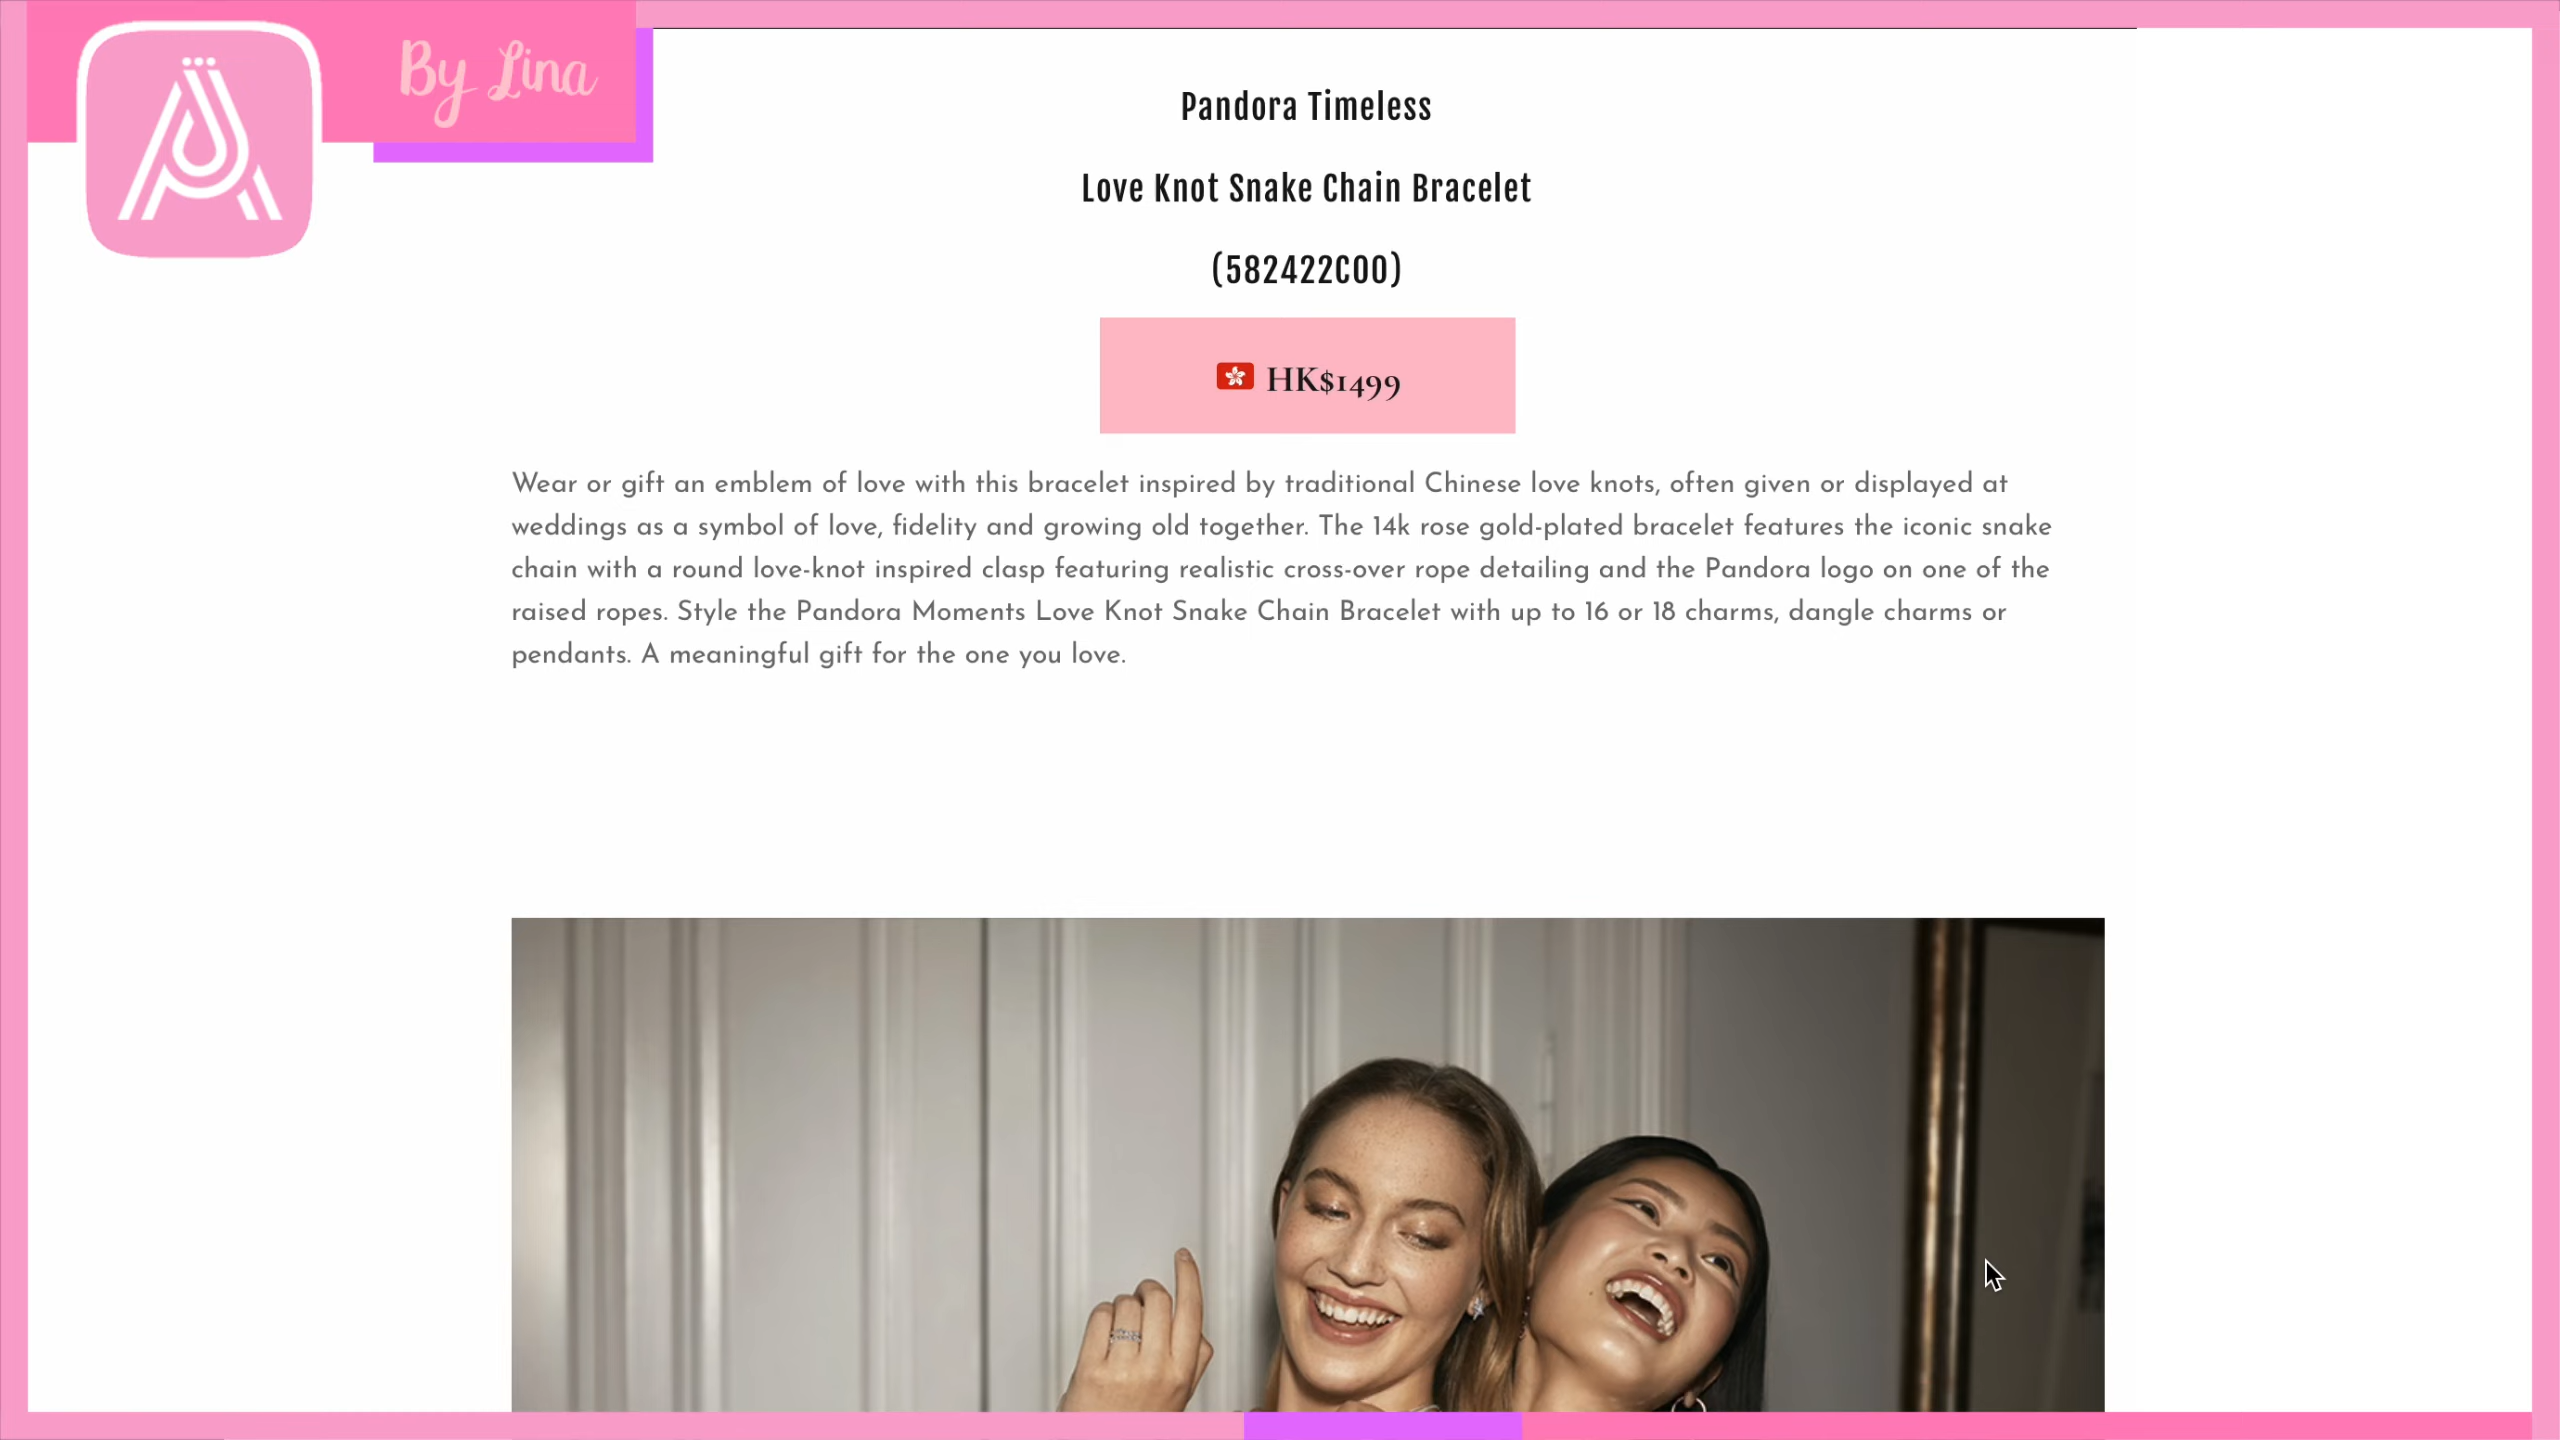 By Lina
Pandora Timeless
Love Knot Snake Chain Bracelet
(582422C00)
HK$1499
Wear or gift an emblem of love with this bracelet inspired by traditional Chinese love knots, often given or displayed at
weddings as a symbol of love, fidelity and growing old together. The 14k rose gold-plated bracelet features the iconic snake
chain with a round love-knot inspired clasp featuring realistic cross-over rope detailing and the Pandora logo on one of the
raised ropes. Style the Pandora Moments Love Knot Snake Chain Bracelet with up to 16 or 18 charms, dangle charms or
pendants. A meaningful gift for the one you love.